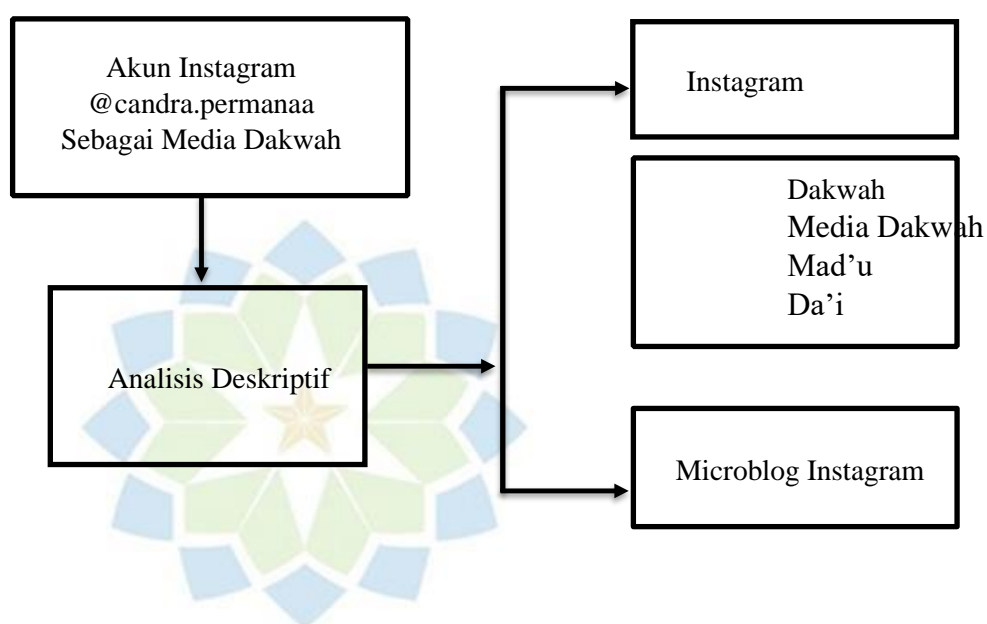 Akun Instagram
@candra.permanaa
Sebagai Media Dakwah
Analisis Deskriptif
Instagram
Dakwah
Media Dakwah
Mad’u
Da’i
Microblog Instagram